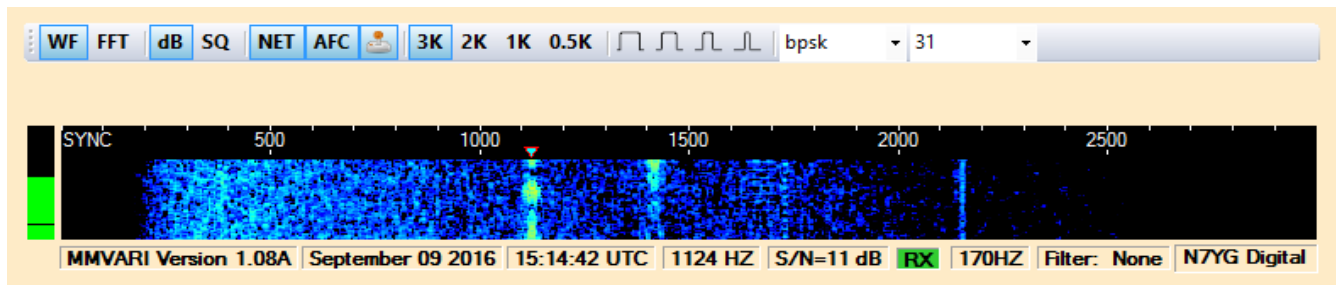 WF FFT dB SQ NET AFC 3K 2K 1K 0.5K bpsk 31
SYNC 500 1000 1500 2000 2500
MMVARI Version 1.08A September 09 2016 15:14:42 UTC 1124 HZ S/N=11 dB RX 170HZ Filter: None N7YG Digital